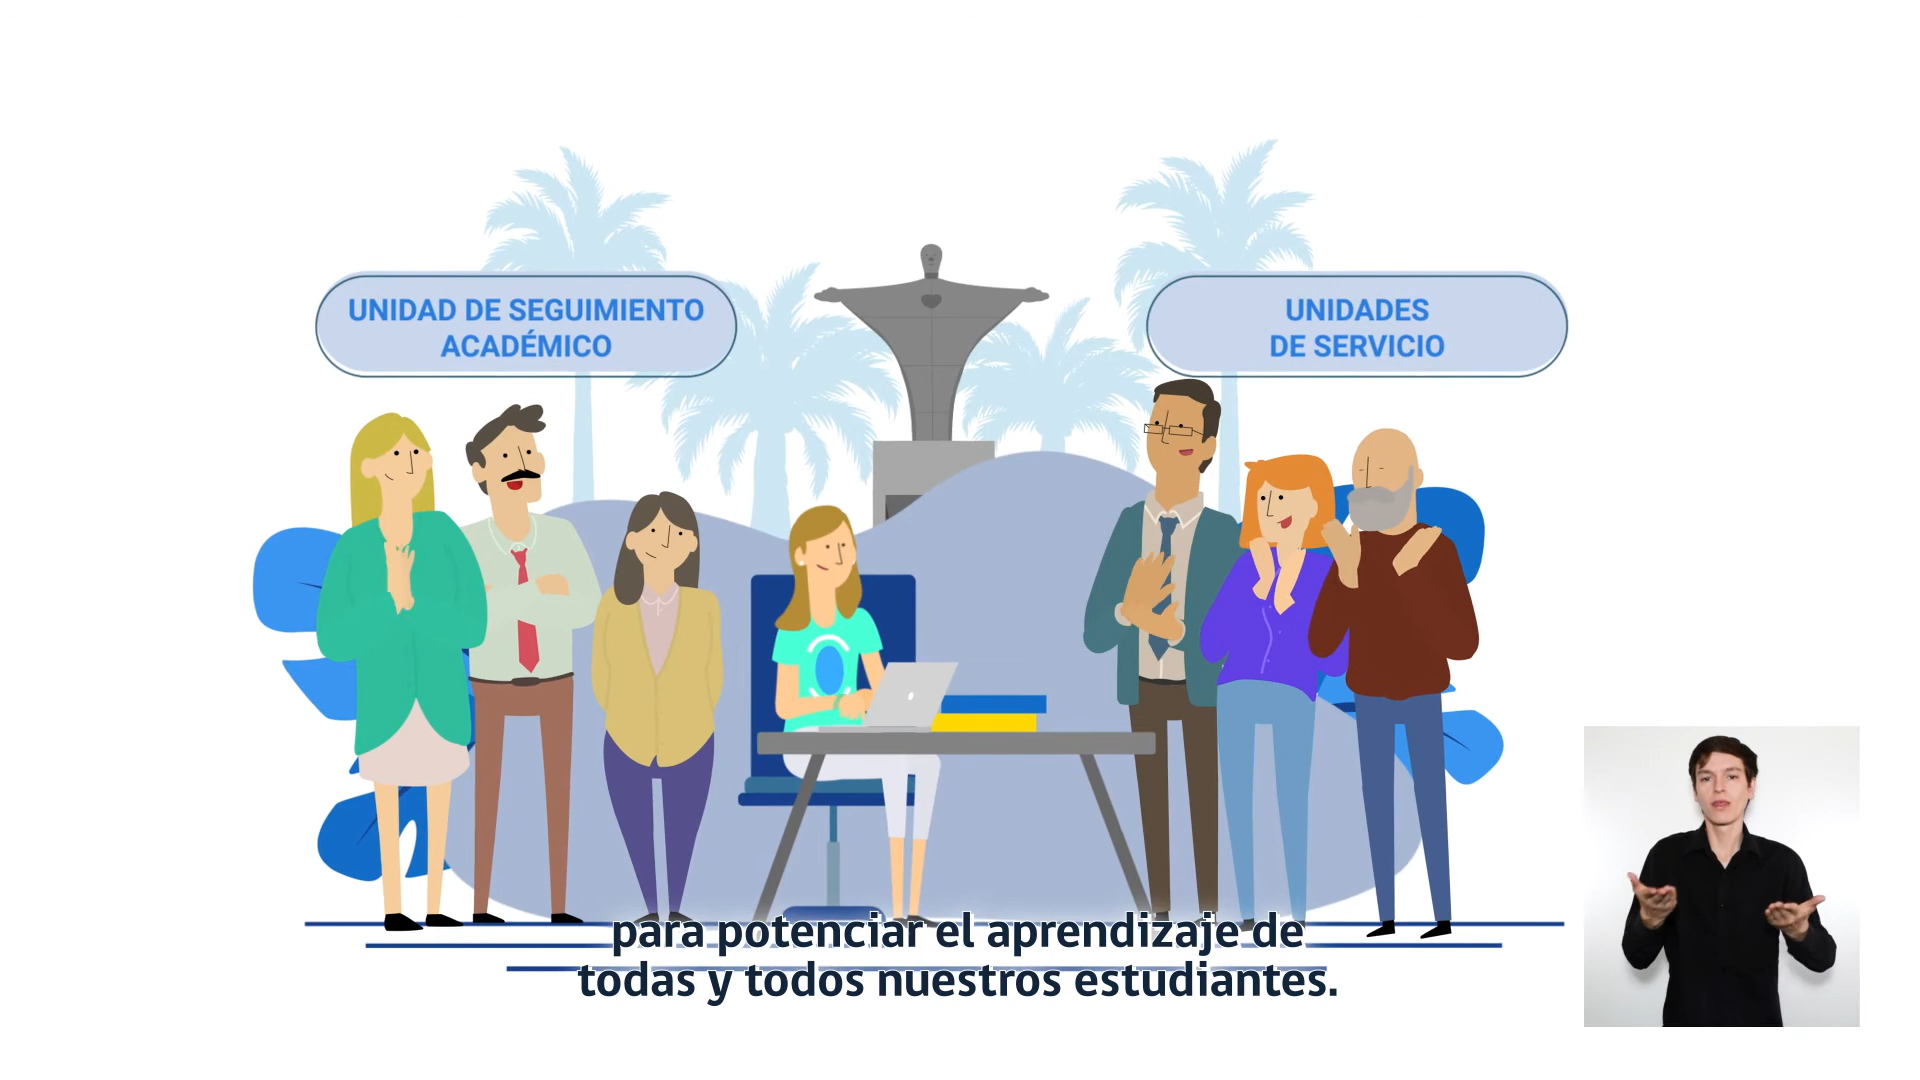 UNIDAD DE SEGUIMIENTO
ACADÉMICO
UNIDADES
DE SERVICIO
para potenciar el aprendizaje de
todas y todos nuestros estudiantes.